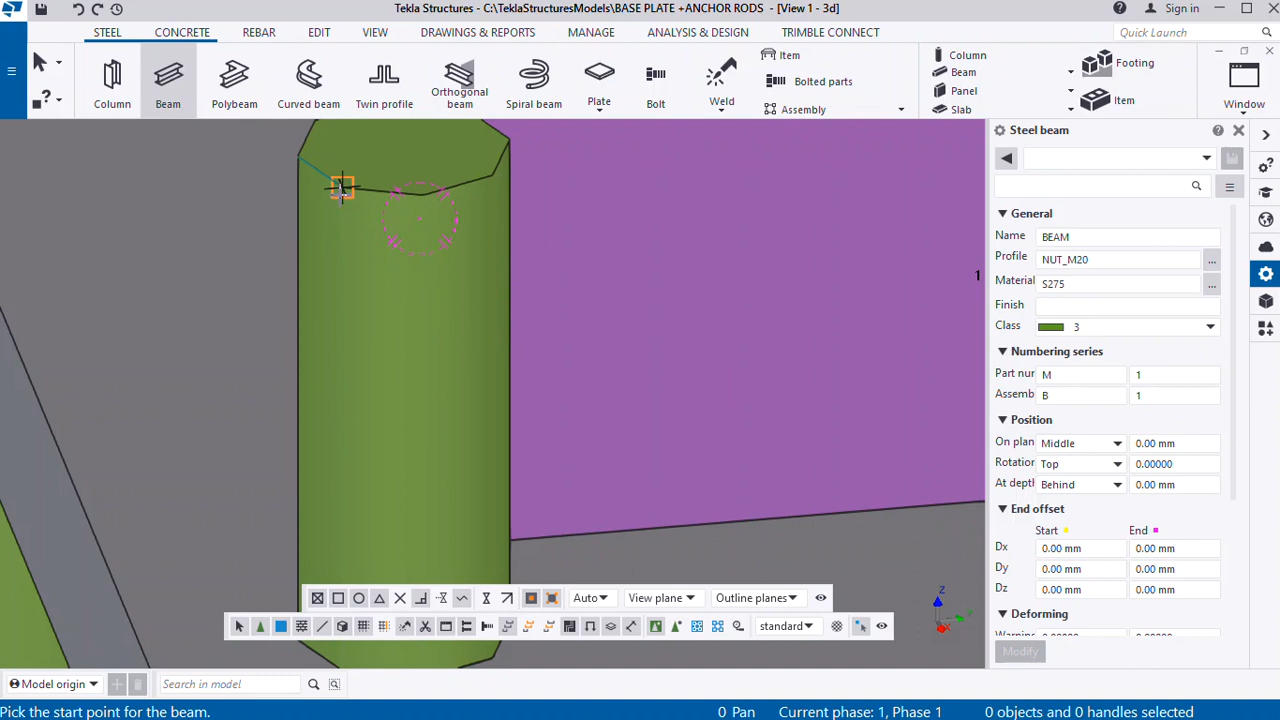 Tekla Structures - C:\TeklaStructuresModels\BASE PLATE +ANCHOR RODS - [View 1 - 3d]
Sign in
STEEL CONCRETE REBAR EDIT VIEW DRAWINGS & REPORTS MANAGE ANALYSIS & DESIGN TRIMBLE CONNECT
Quick Launch
Column
Beam
Polybeam
Curved beam
Twin profile
Orthogonal beam
Spiral beam
Plate
Bolt
Weld
Item
Bolted parts
Assembly
Column
Beam
Panel
Slab
Footing
Item
Window
Steel beam
General
Name BEAM
Profile NUT_M20 ...
Material S275 ...
Finish
Class 3
Numbering series
Part nur M 1
Assemb B 1
Position
On plan Middle 0.00 mm
Rotation Top 0.00000
At depth Behind 0.00 mm
End offset
Start End
Dx 0.00 mm 0.00 mm
Dy 0.00 mm 0.00 mm
Dz 0.00 mm 0.00 mm
Deforming
Modify
1
Z
Auto View plane Outline planes
standard
Model origin Search in model
Pick the start point for the beam. 0 Pan Current phase: 1, Phase 1 0 objects and 0 handles selected